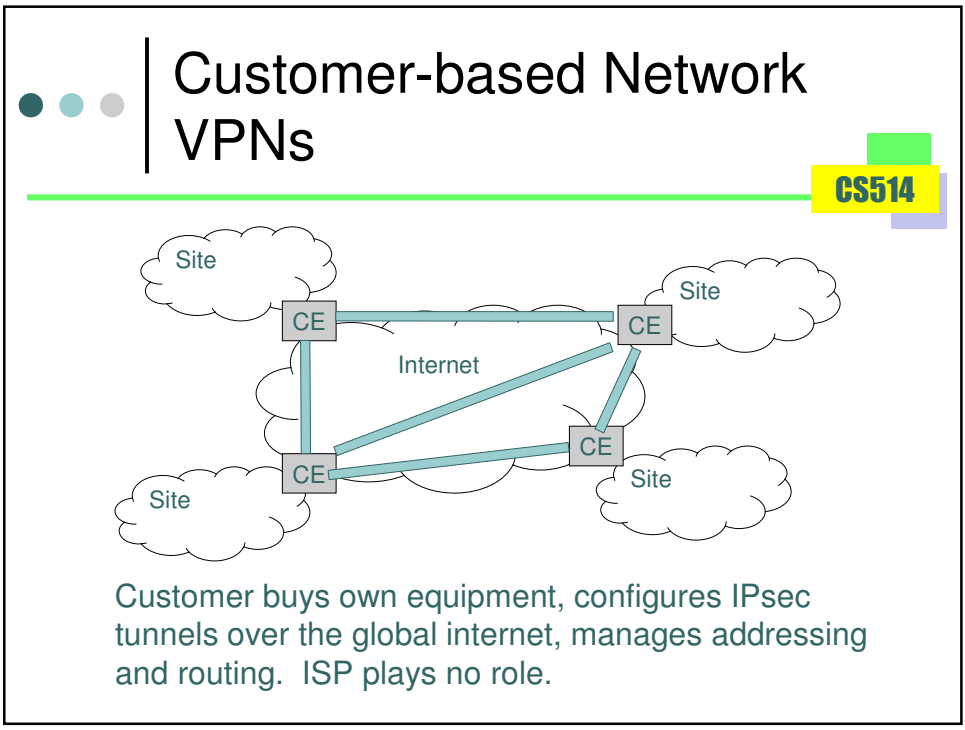 Customer-based Network
VPNs
CS514
Site
Site
CE
CE
Internet
CE
CE
Site
Site
Customer buys own equipment, configures IPsec
tunnels over the global internet, manages addressing
and routing.  ISP plays no role.